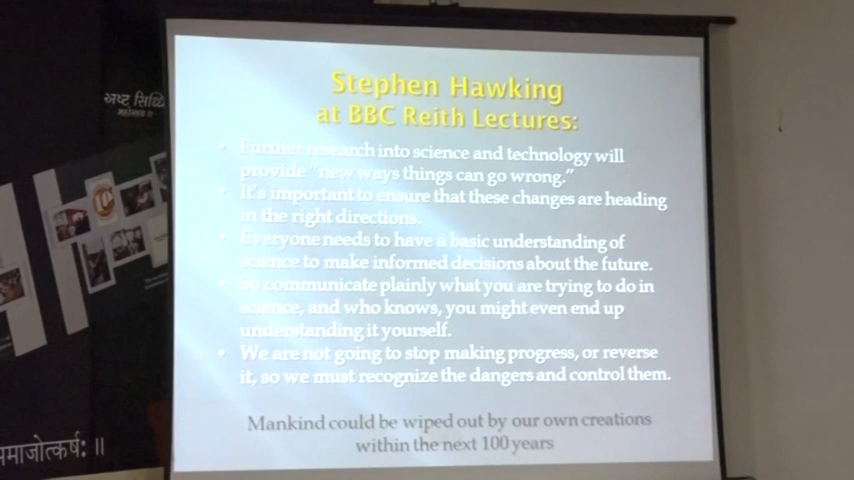 Stephen Hawking
at BBC Reith Lectures:
• Further research into science and technology will
provide "new ways things can go wrong."
• It's important to ensure that these changes are heading
in the right directions.
• Everyone needs to have a basic understanding of
science to make informed decisions about the future.
• So communicate plainly what you are trying to do in
science, and who knows, you might even end up
understanding it yourself.
• We are not going to stop making progress, or reverse
it, so we must recognize the dangers and control them.
Mankind could be wiped out by our own creations
within the next 100 years